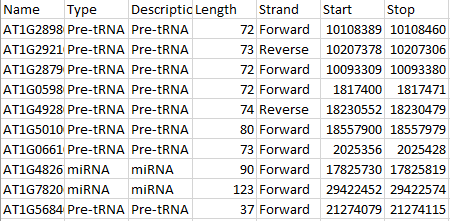 Name Type Descriptic Length Strand Start Stop
AT1G2898 Pre-tRNA Pre-tRNA 72 Forward 10108389 10108460
AT1G2921 Pre-tRNA Pre-tRNA 73 Reverse 10207378 10207306
AT1G2879 Pre-tRNA Pre-tRNA 72 Forward 10093309 10093380
AT1G0598 Pre-tRNA Pre-tRNA 72 Forward 1817400 1817471
AT1G4928 Pre-tRNA Pre-tRNA 74 Reverse 18230552 18230479
AT1G5010 Pre-tRNA Pre-tRNA 80 Forward 18557900 18557979
AT1G0661 Pre-tRNA Pre-tRNA 73 Forward 2025356 2025428
AT1G4826 miRNA miRNA 90 Forward 17825730 17825819
AT1G7820 miRNA miRNA 123 Forward 29422452 29422574
AT1G5684 Pre-tRNA Pre-tRNA 37 Forward 21274079 21274115